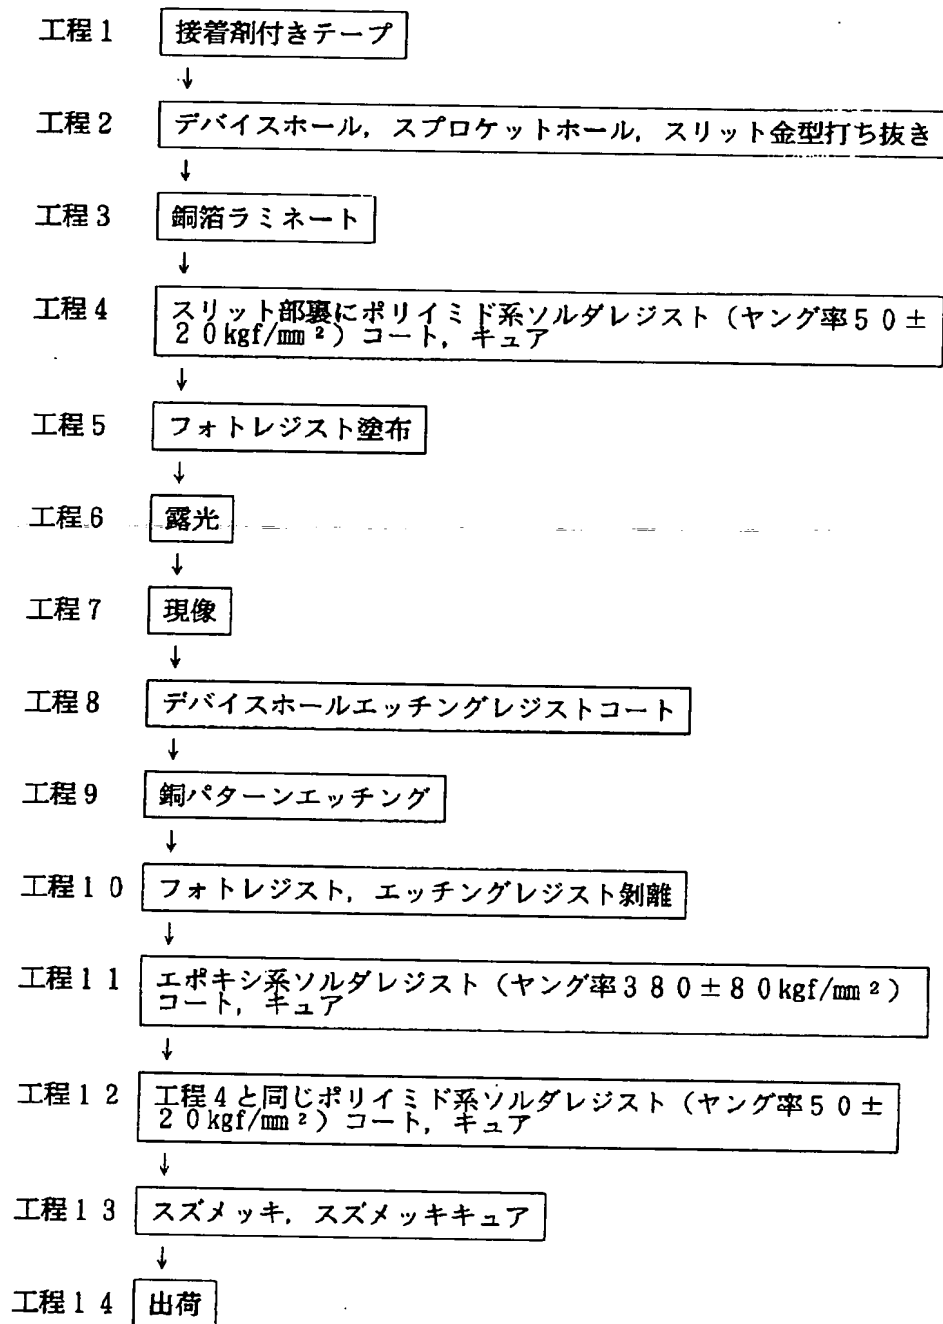 工程1 接着剤付きテープ
↓
工程2 デバイスホール，スプロケットホール，スリット金型打ち抜き
↓
工程3 銅箔ラミネート
↓
工程4 スリット部裏にポリイミド系ソルダレジスト（ヤング率50±
20kgf/mm²）コート，キュア
↓
工程5 フォトレジスト塗布
↓
工程6 露光
↓
工程7 現像
↓
工程8 デバイスホールエッチングレジストコート
↓
工程9 銅パターンエッチング
↓
工程10 フォトレジスト，エッチングレジスト剝離
↓
工程11 エポキシ系ソルダレジスト（ヤング率380±80kgf/mm²）
コート，キュア
↓
工程12 工程4と同じポリイミド系ソルダレジスト（ヤング率50±
20kgf/mm²）コート，キュア
↓
工程13 スズメッキ，スズメッキキュア
↓
工程14 出荷